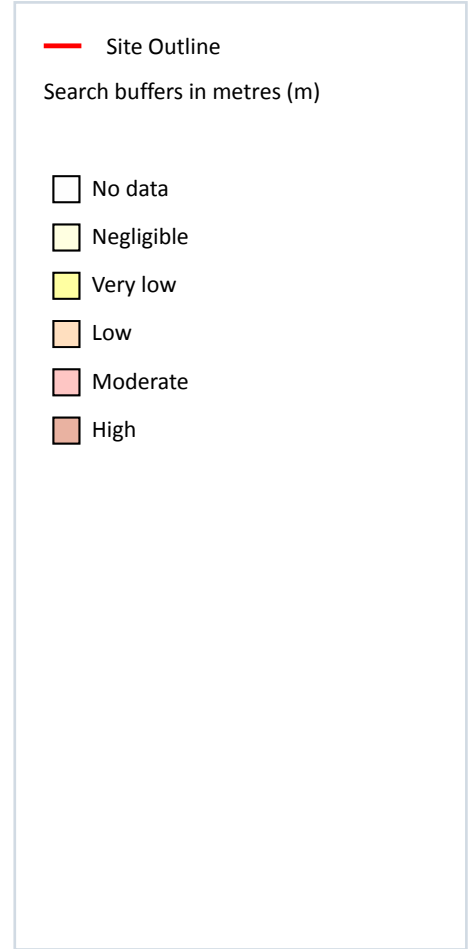 Site Outline
Search buffers in metres (m)
No data
Negligible
Very low
Low
Moderate
High